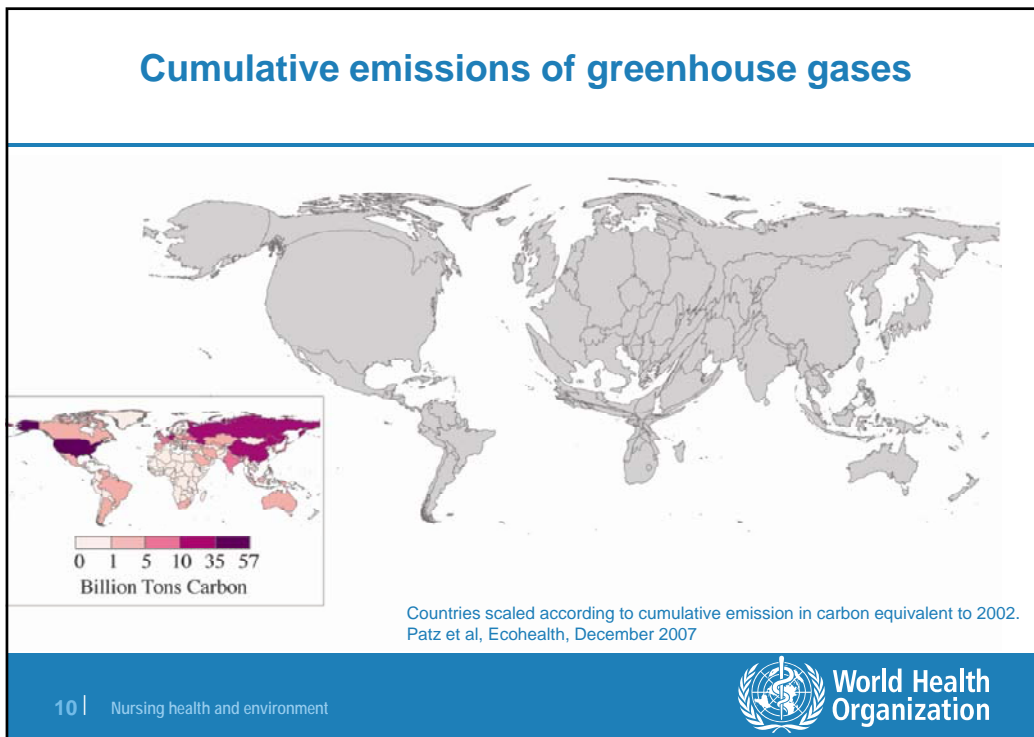 Cumulative emissions of greenhouse gases
0 1 5 10 35 57
Billion Tons Carbon
Countries scaled according to cumulative emission in carbon equivalent to 2002.
Patz et al, Ecohealth, December 2007
10 | Nursing health and environment
World Health
Organization